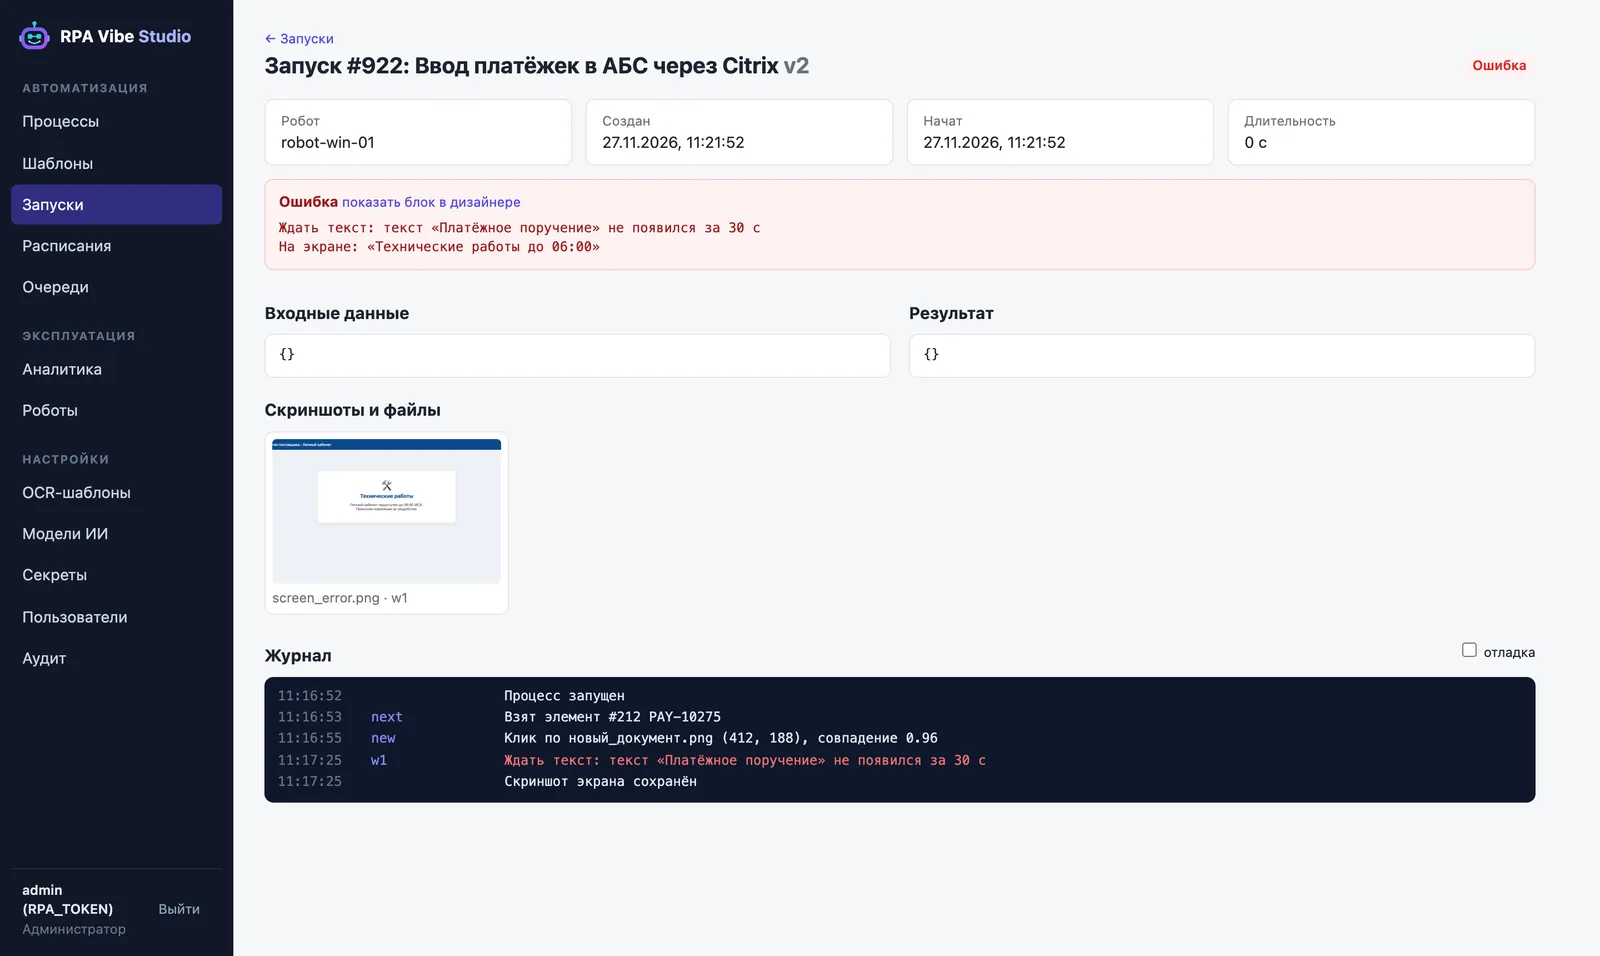 RPA Vibe Studio
АВТОМАТИЗАЦИЯ
Процессы
Шаблоны
Запуски
Расписания
Очереди
ЭКСПЛУАТАЦИЯ
Аналитика
Роботы
НАСТРОЙКИ
OCR-шаблоны
Модели ИИ
Секреты
Пользователи
Аудит
admin
(RPA_TOKEN)
Выйти
Администратор
← Запуски
Запуск #922: Ввод платёжек в АБС через Citrix v2
Ошибка
Робот
robot-win-01
Создан
27.11.2026, 11:21:52
Начат
27.11.2026, 11:21:52
Длительность
0 с
Ошибка показать блок в дизайнере
Ждать текст: текст «Платёжное поручение» не появился за 30 с
На экране: «Технические работы до 06:00»
Входные данные
{}
Результат
{}
Скриншоты и файлы
Технические работы
screen_error.png · w1
Журнал
отладка
11:16:52 Процесс запущен
11:16:53 next Взят элемент #212 PAY-10275
11:16:55 new Клик по новый_документ.png (412, 188), совпадение 0.96
11:17:25 w1 Ждать текст: текст «Платёжное поручение» не появился за 30 с
11:17:25 Скриншот экрана сохранён